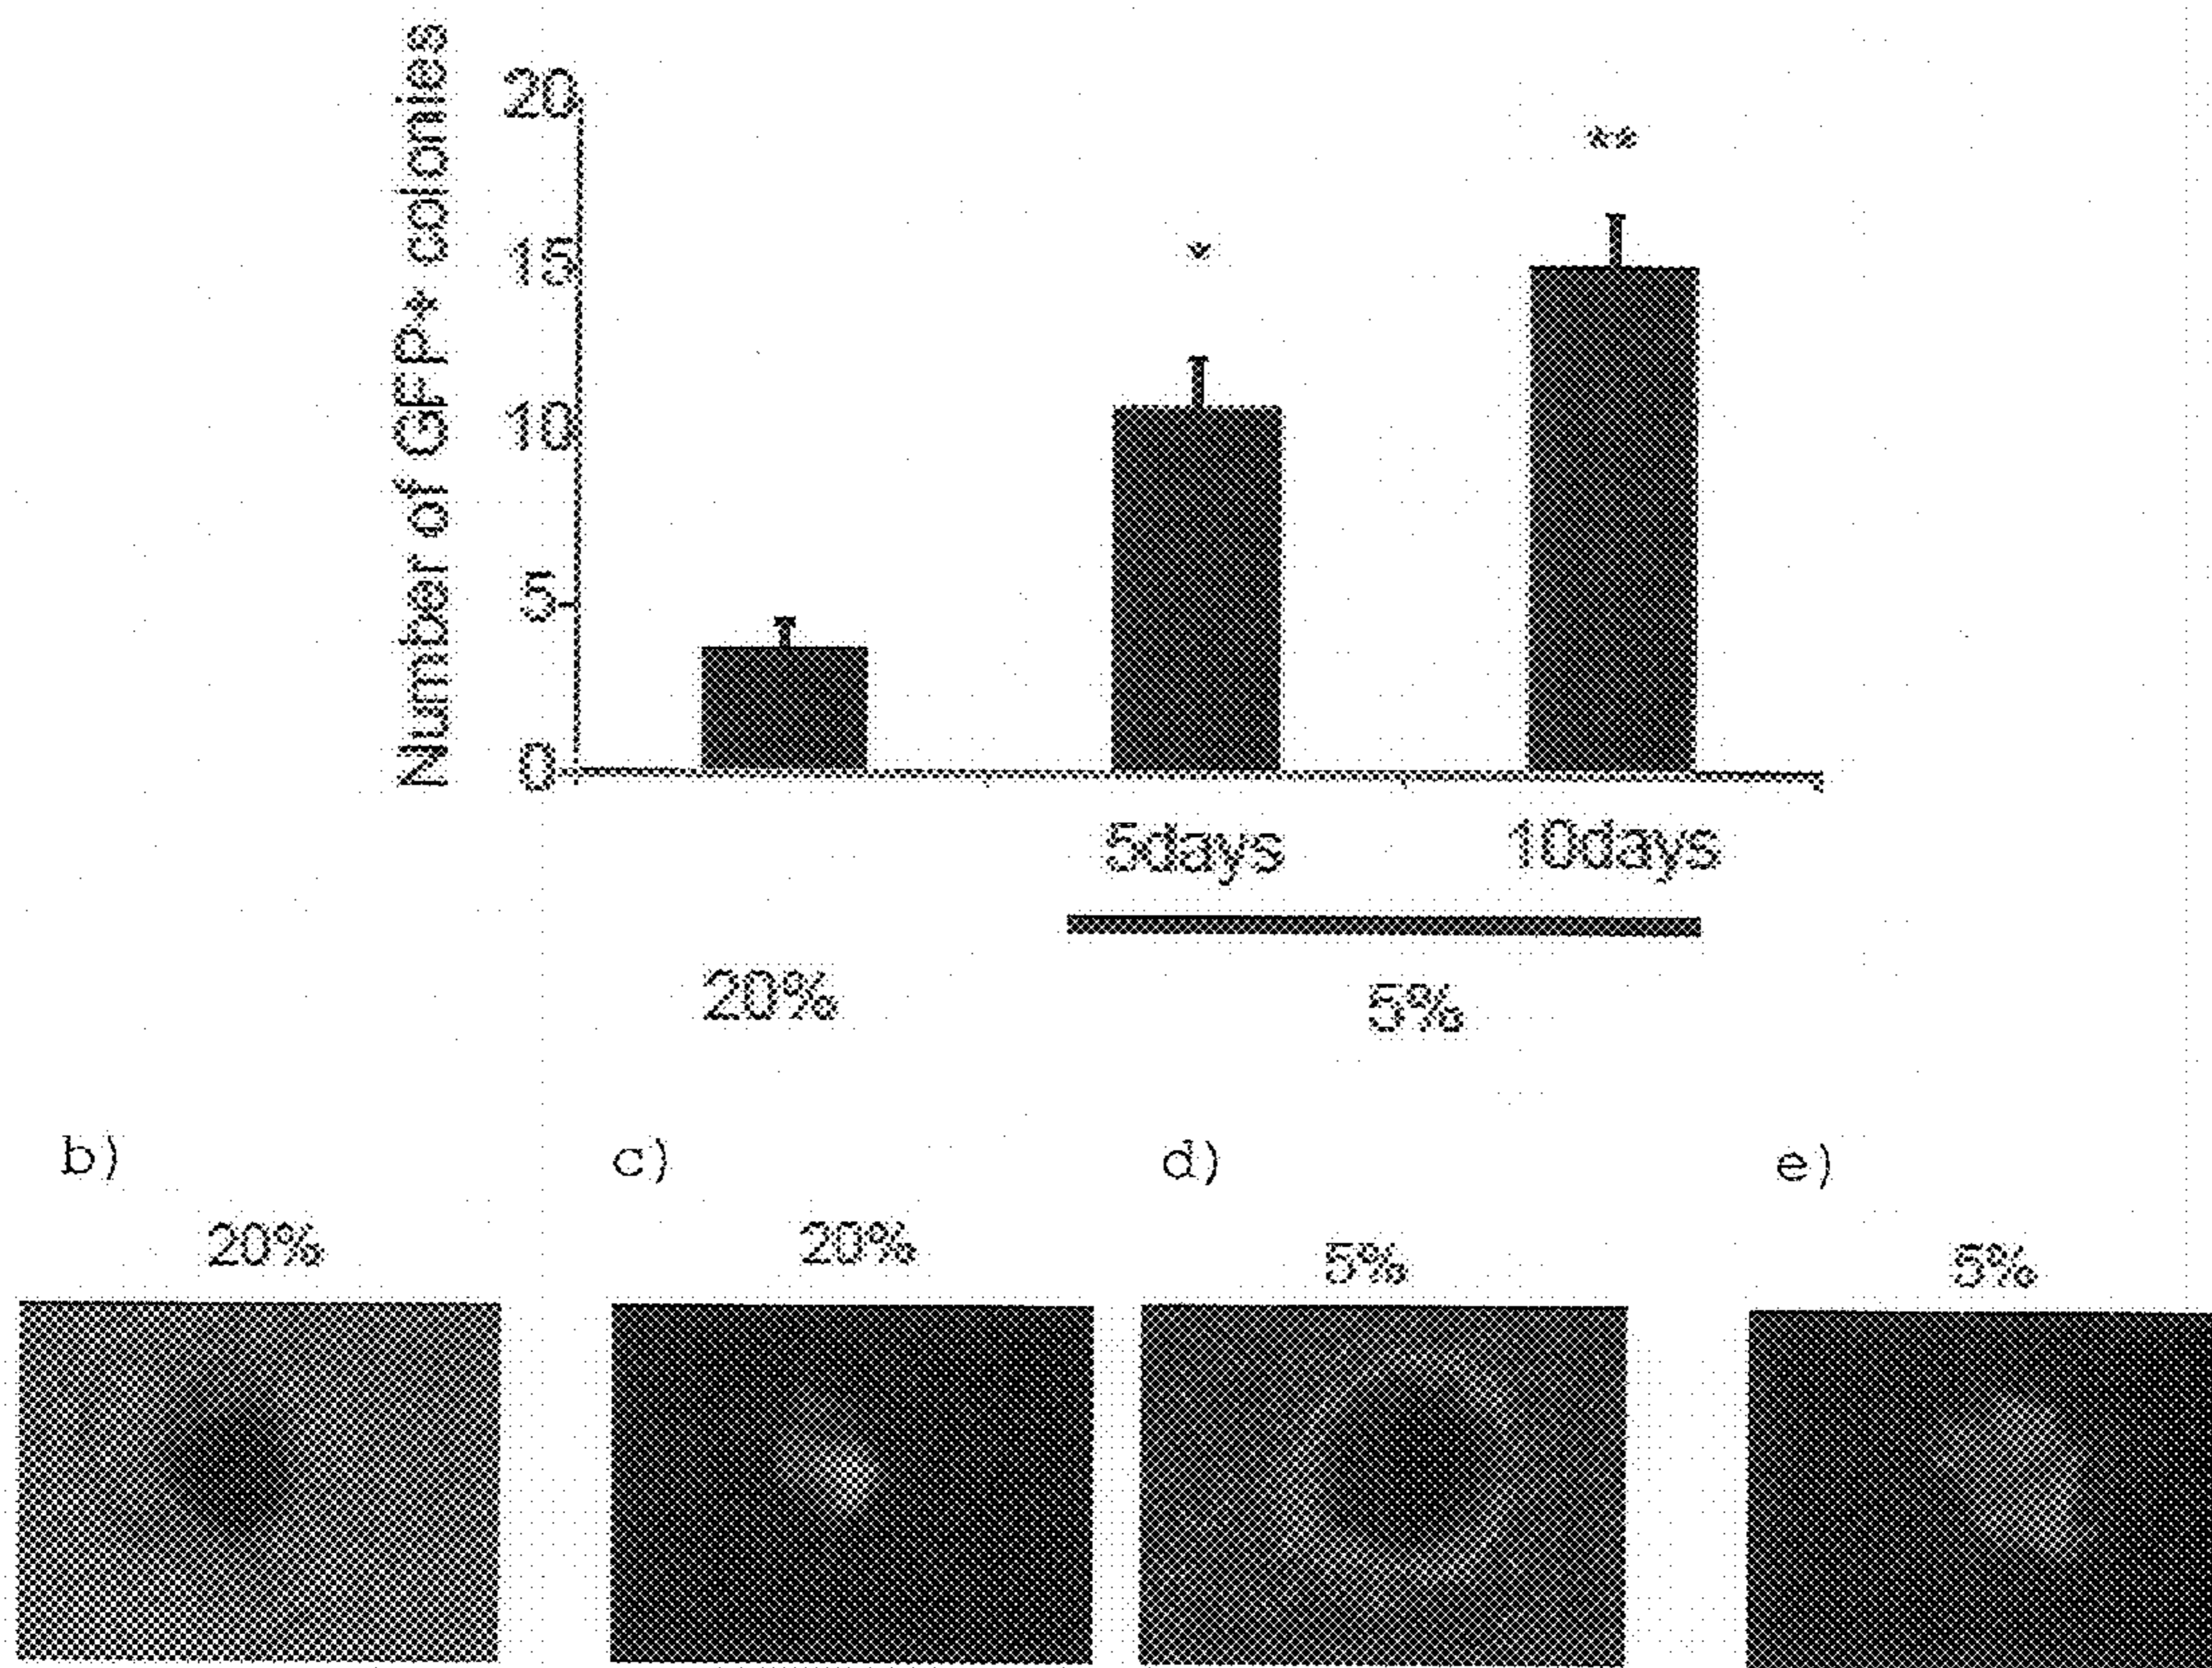 Number of GFP+ colonies
20
15
10
5
0
*
**
5days
10days
20%
5%
b)
c)
d)
e)
20%
20%
5%
5%